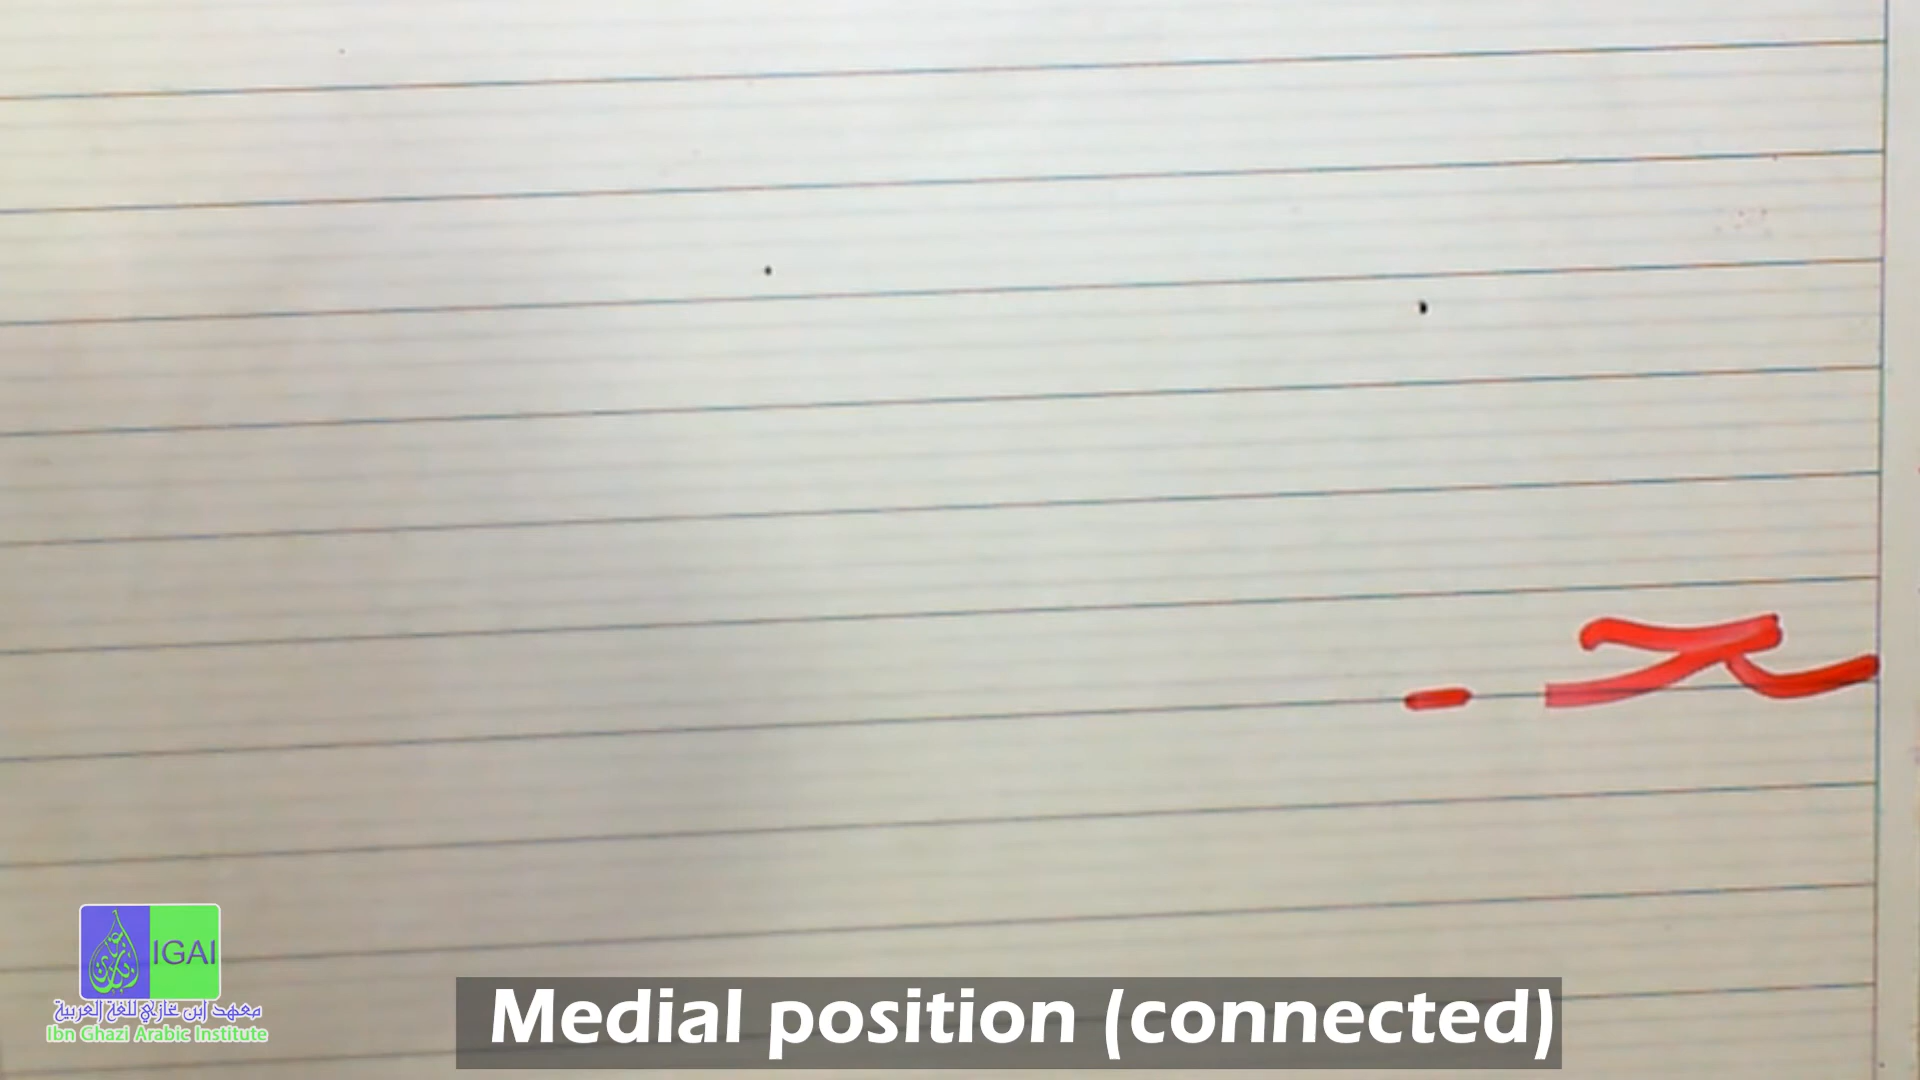 ـحـ
IGAI
معهد ابن غازي للغة العربية
Ibn Ghazi Arabic Institute
Medial position (connected)